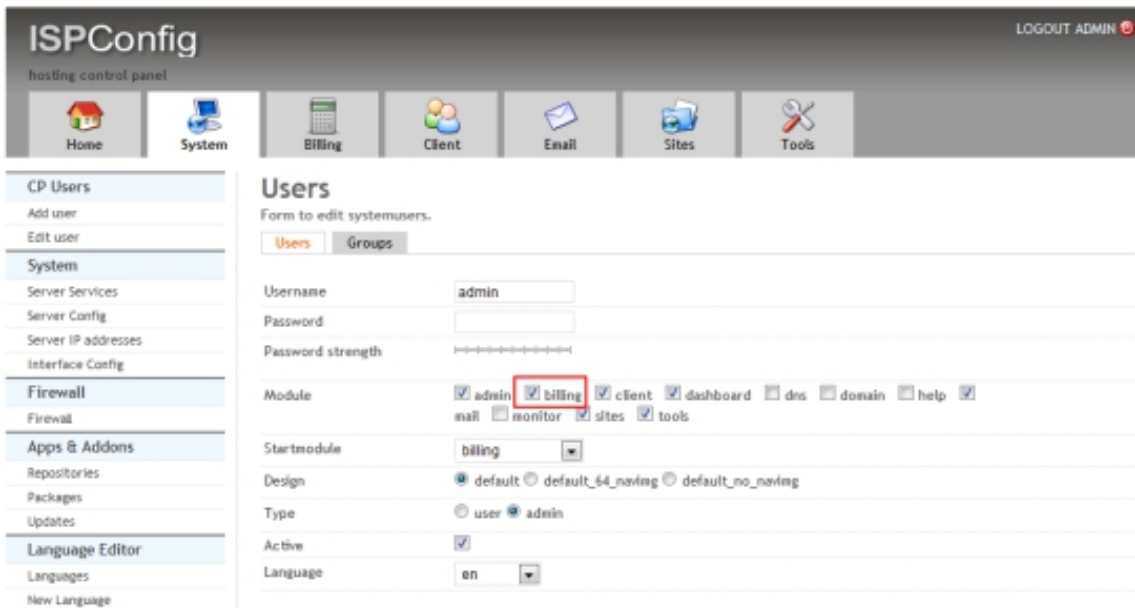 ISPConfig
LOGOUT ADMIN
hosting control panel
Home System Billing Client Email Sites Tools
CP Users
Add user
Edit user
System
Server Services
Server Config
Server IP addresses
Interface Config
Firewall
Firewall
Apps & Addons
Repositories
Packages
Updates
Language Editor
Languages
New Language
Users
Form to edit systemusers.
Users Groups
Username admin
Password
Password strength
Module admin billing client dashboard dns domain help
mail monitor sites tools
Startmodule billing
Design default default_64_navimg default_no_navimg
Type user admin
Active
Language en